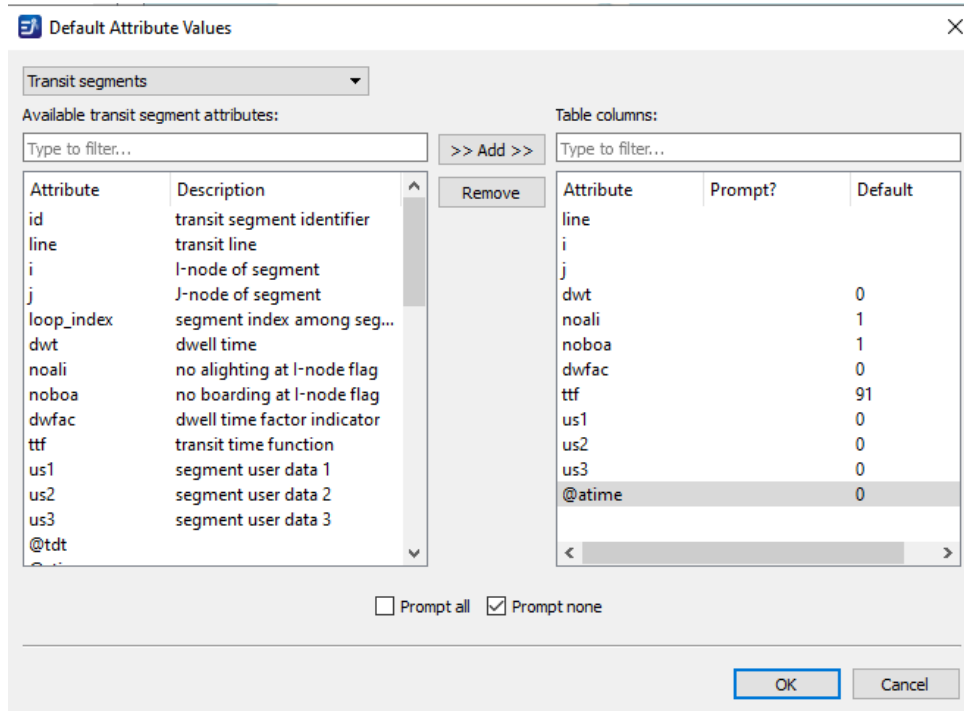 Default Attribute Values
Transit segments
Available transit segment attributes:
Table columns:
Type to filter...
>> Add >>
Type to filter...
Remove
Attribute Description
id transit segment identifier
line transit line
i I-node of segment
j J-node of segment
loop_index segment index among seg...
dwt dwell time
noali no alighting at I-node flag
noboa no boarding at I-node flag
dwfac dwell time factor indicator
ttf transit time function
us1 segment user data 1
us2 segment user data 2
us3 segment user data 3
@tdt
Attribute Prompt? Default
line
i
j
dwt 0
noali 1
noboa 1
dwfac 0
ttf 91
us1 0
us2 0
us3 0
@atime 0
Prompt all Prompt none
OK Cancel